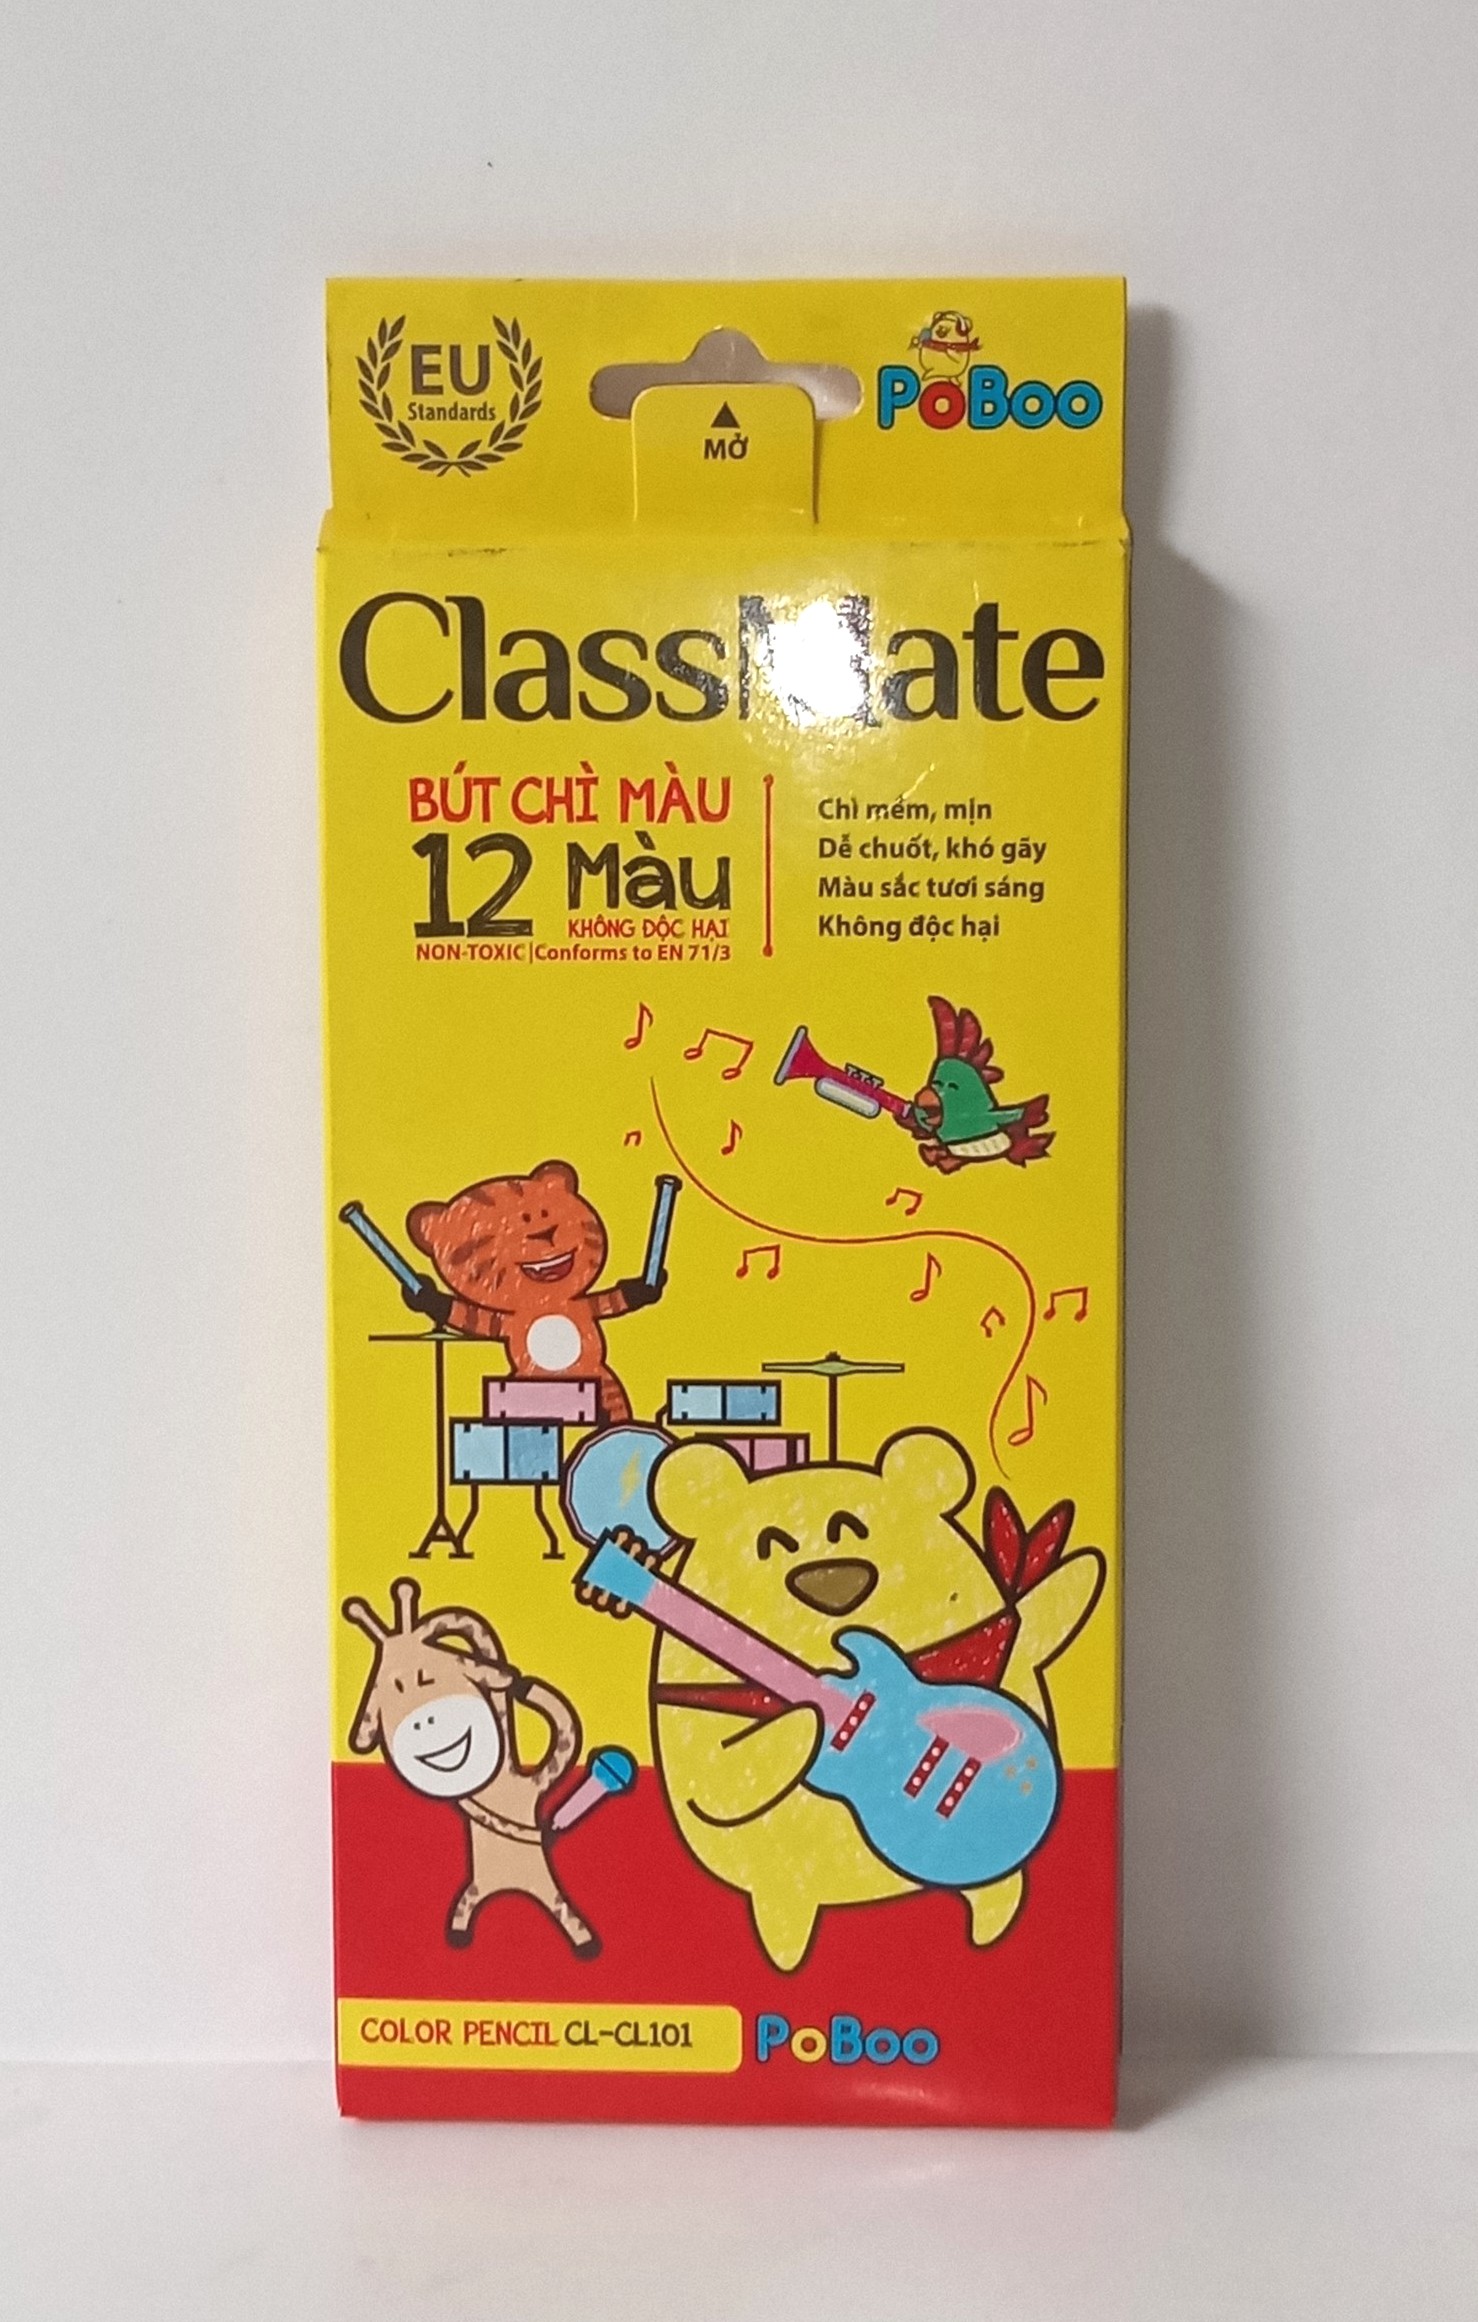 EU
Standards
PoBoo
MỞ
ClassMate
BÚT CHÌ MÀU
12 Màu
KHÔNG ĐỘC HẠI
NON-TOXIC|Conforms to EN 71/3
Chì mềm, mịn
Dễ chuốt, khó gãy
Màu sắc tươi sáng
Không độc hại
COLOR PENCIL CL-CL101
PoBoo